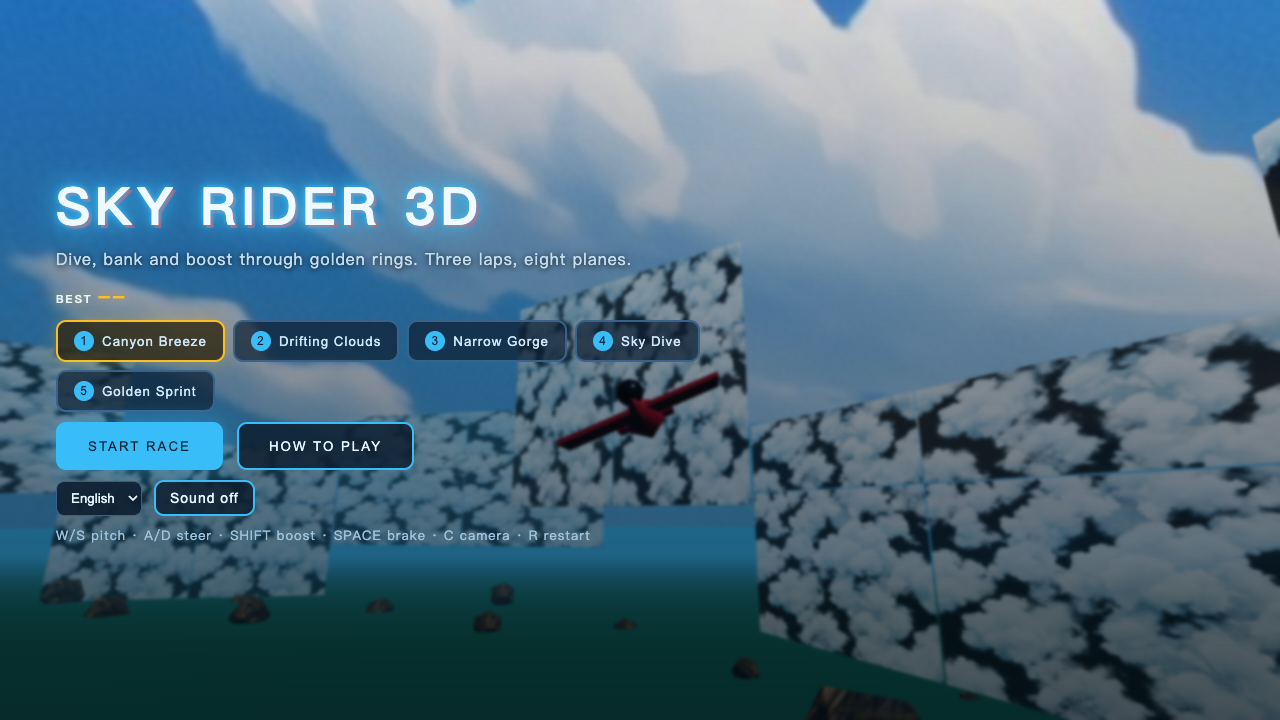 SKY RIDER 3D
Dive, bank and boost through golden rings. Three laps, eight planes.
BEST ——
1 Canyon Breeze 2 Drifting Clouds 3 Narrow Gorge 4 Sky Dive
5 Golden Sprint
START RACE HOW TO PLAY
English Sound off
W/S pitch · A/D steer · SHIFT boost · SPACE brake · C camera · R restart